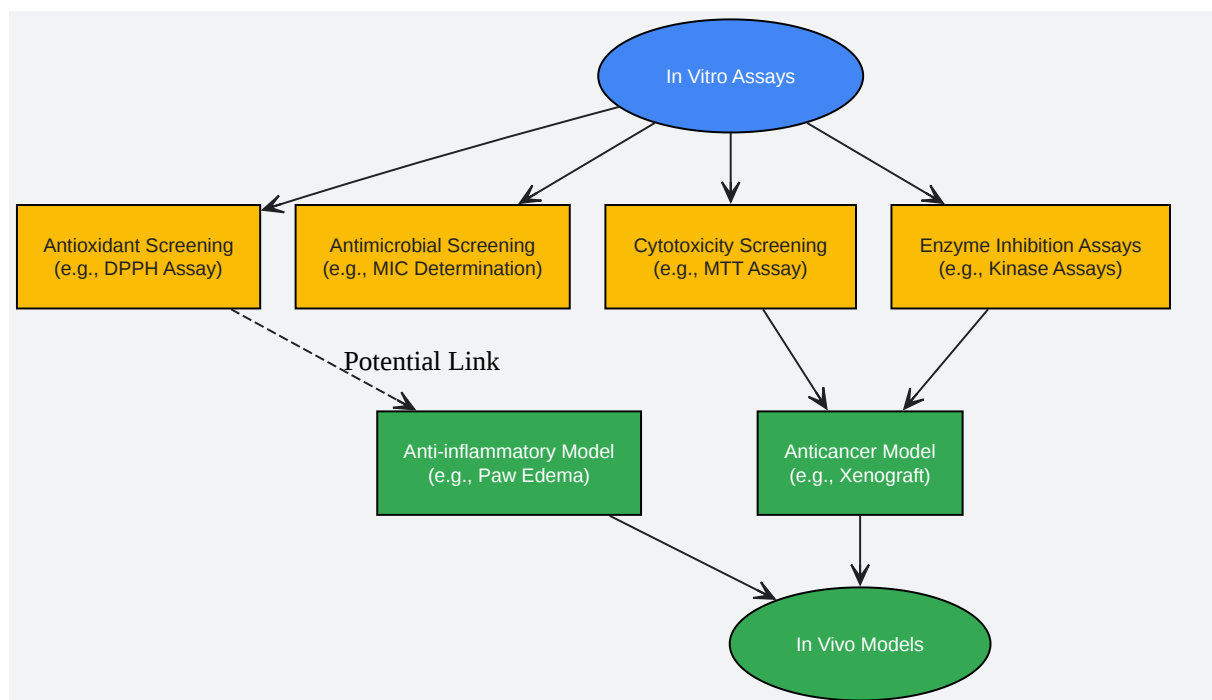 In Vitro Assays
Antioxidant Screening
(e.g., DPPH Assay)
Antimicrobial Screening
(e.g., MIC Determination)
Cytotoxicity Screening
(e.g., MTT Assay)
Enzyme Inhibition Assays
(e.g., Kinase Assays)
Potential Link
Anti-inflammatory Model
(e.g., Paw Edema)
Anticancer Model
(e.g., Xenograft)
In Vivo Models